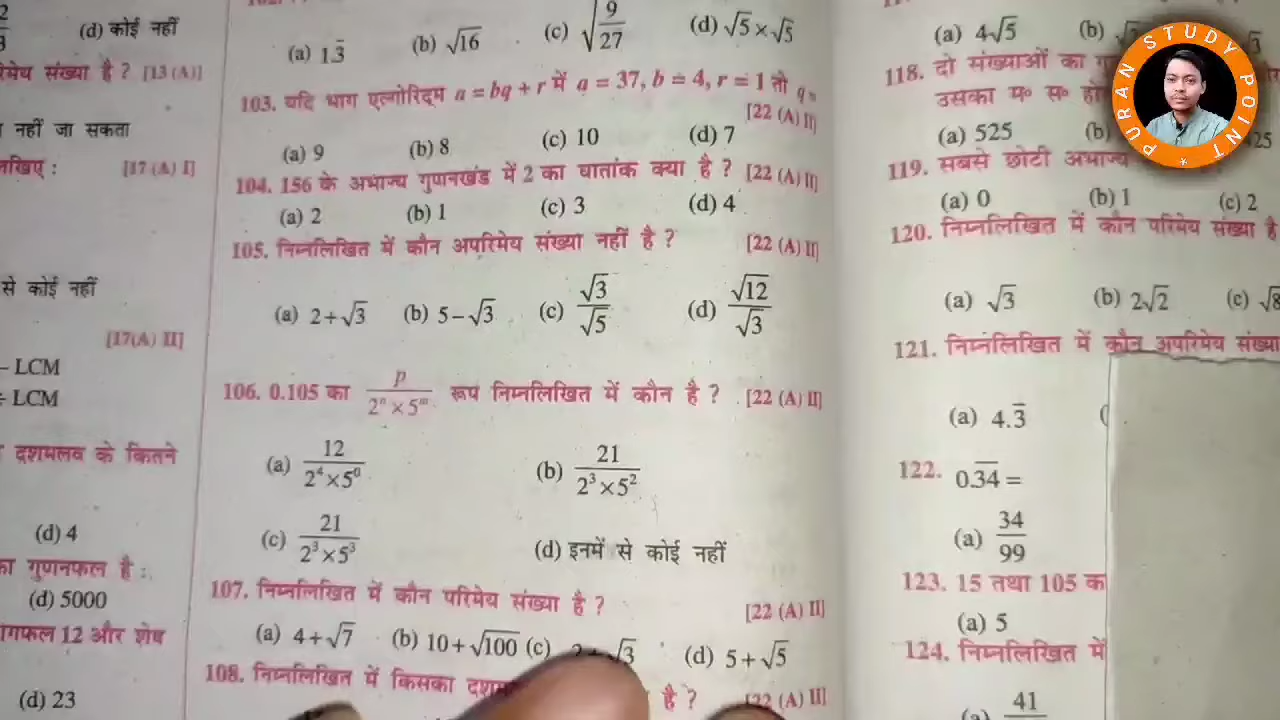 (d) कोई नहीं
संख्या है ? [13 (A)]
नहीं जा सकता
[17 (A) I]
से कोई नहीं
[17(A) II]
– LCM
÷ LCM
दशमलव के कितने
(d) 4
गुणनफल है :
(d) 5000
12 और शेष
(d) 23
(a) 1.3̅ (b) √16 (c) √(9/27) (d) √5 × √5
103. यदि भाग एल्गोरिद्म a = bq + r में a = 37, b = 4, r = 1 तो q =
[22 (A) II]
(a) 9 (b) 8 (c) 10 (d) 7
104. 156 के अभाज्य गुणनखंड में 2 का घातांक क्या है ? [22 (A) II]
(a) 2 (b) 1 (c) 3 (d) 4
105. निम्नलिखित में कौन अपरिमेय संख्या नहीं है ? [22 (A) II]
(a) 2+√3 (b) 5–√3 (c) √3/√5 (d) √12/√3
106. 0.105 का p/(2ⁿ×5ᵐ) रूप निम्नलिखित में कौन है ? [22 (A) II]
(a) 12/(2⁴×5⁰) (b) 21/(2³×5²)
(c) 21/(2³×5³) (d) इनमें से कोई नहीं
107. निम्नलिखित में कौन परिमेय संख्या है ? [22 (A) II]
(a) 4+√7 (b) 10+√100 (c) √3 (d) 5+√5
108. निम्नलिखित में किसका है ? [22 (A) II]
(a) 4√5 (b)
118. दो संख्याओं का
उसका म० स०
(a) 525 (b) 425
119. सबसे छोटी अभाज्य
(a) 0 (b) 1 (c) 2
120. निम्नलिखित में कौन परिमेय संख्या है
(a) √3 (b) 2√2 (c) √8
121. निम्नलिखित में कौन अपरिमेय संख्या
(a) 4.3̅
122. 0.3̅4̅ =
(a) 34/99
123. 15 तथा 105 का
(a) 5
124. निम्नलिखित में
(a) 41
PURAN STUDY POINT